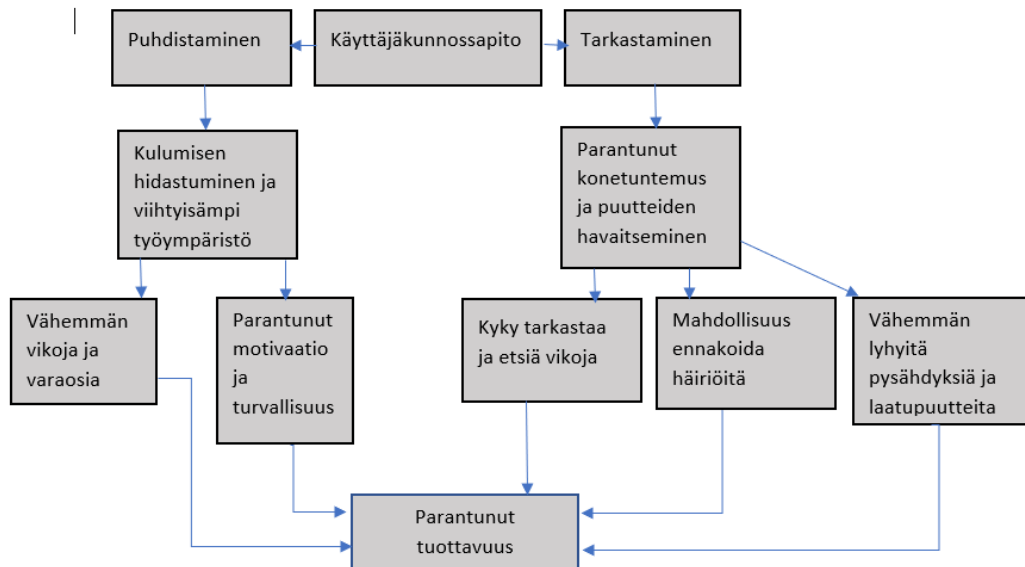 Puhdistaminen
Käyttäjäkunnossapito
Tarkastaminen
Kulumisen
hidastuminen ja
viihtyisämpi
työympäristö
Parantunut
konetuntemus
ja puutteiden
havaitseminen
Vähemmän
vikoja ja
varaosia
Parantunut
motivaatio
ja
turvallisuus
Kyky tarkastaa
ja etsiä vikoja
Mahdollisuus
ennakoida
häiriöitä
Vähemmän
lyhyitä
pysähdyksiä ja
laatupuutteita
Parantunut
tuottavuus